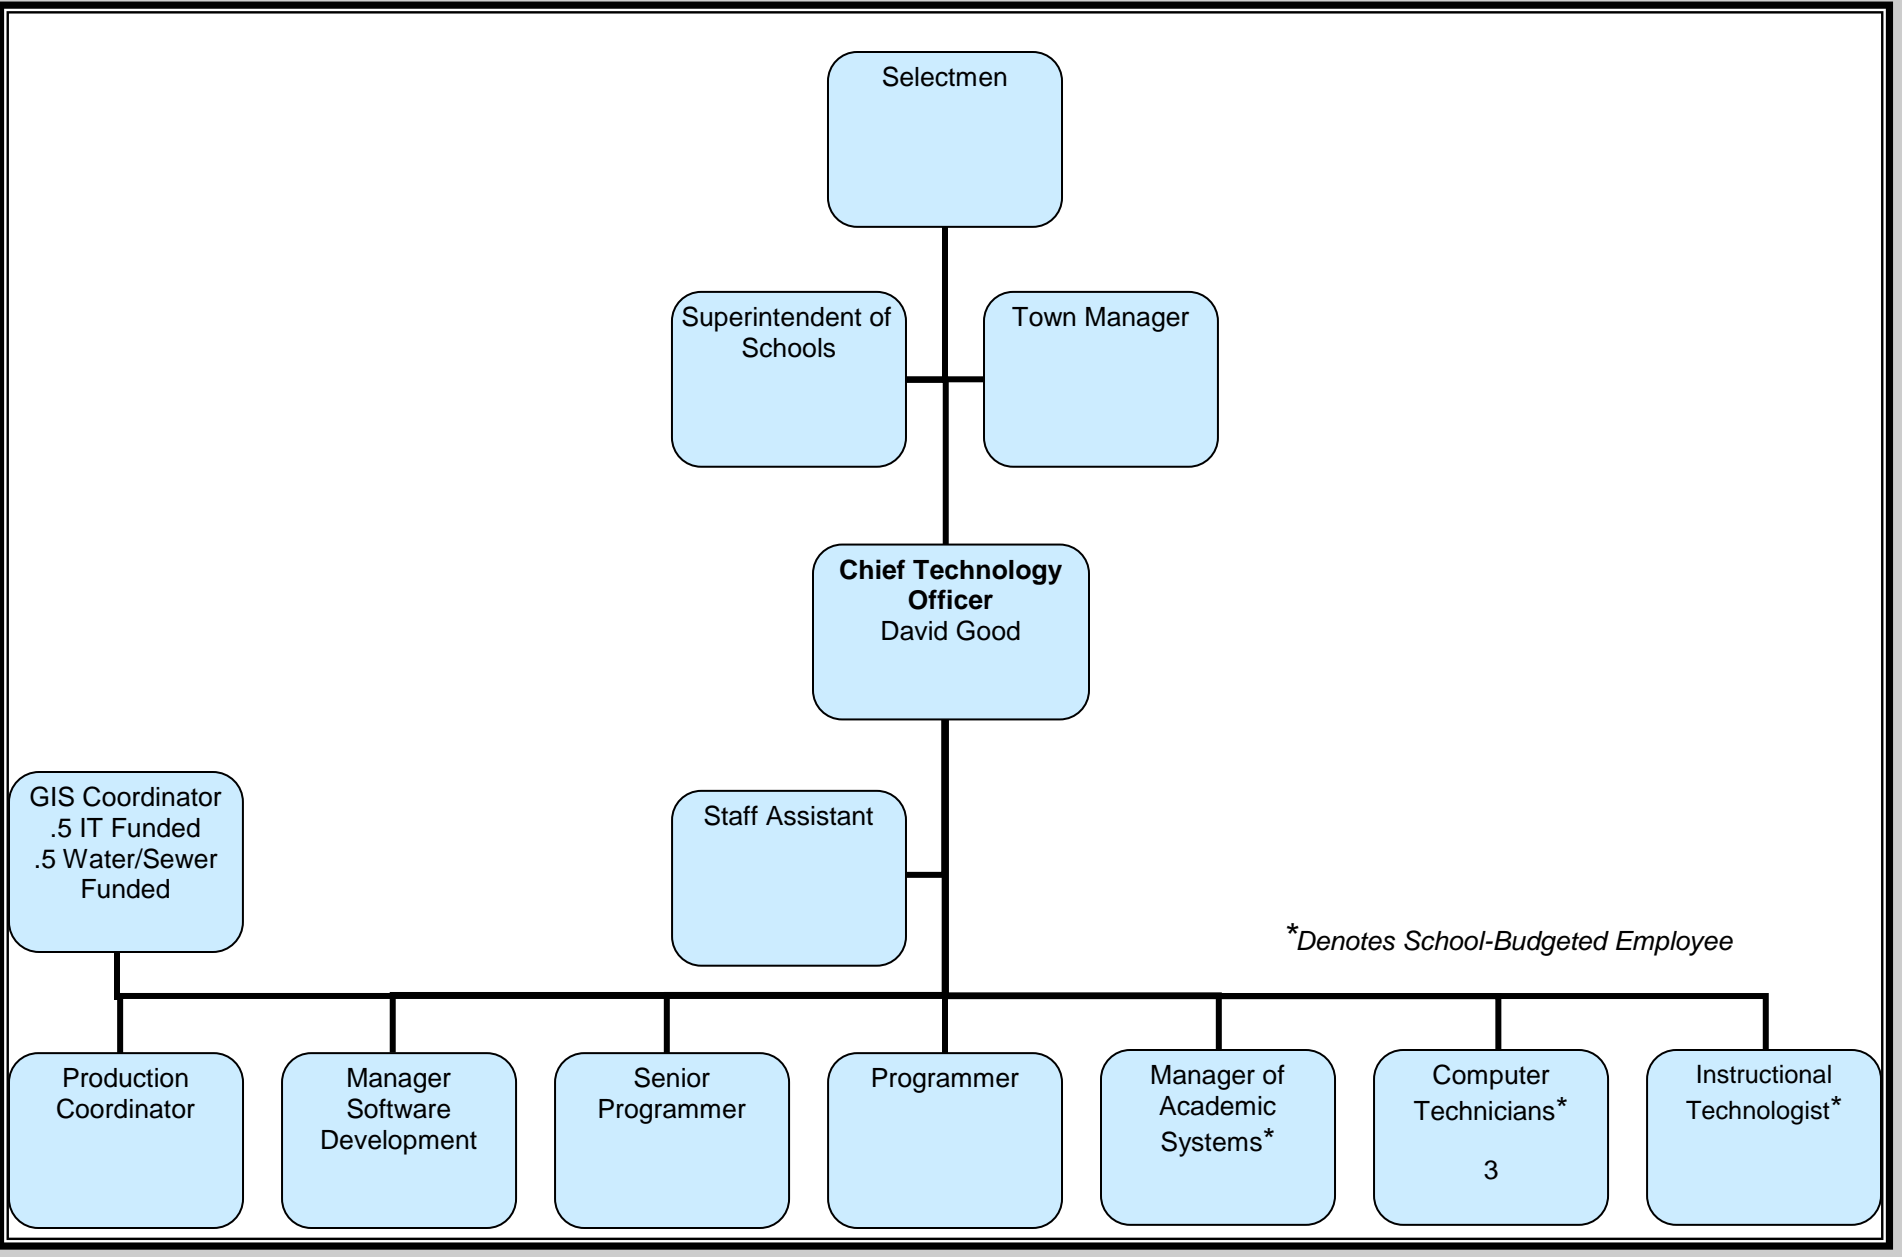 Selectmen
Superintendent of
Schools
Town Manager
Chief Technology
Officer
David Good
GIS Coordinator
.5 IT Funded
.5 Water/Sewer
Funded
Staff Assistant
*Denotes School-Budgeted Employee
Production
Coordinator
Manager
Software
Development
Senior
Programmer
Programmer
Manager of
Academic
Systems*
Computer
Technicians*
3
Instructional
Technologist*